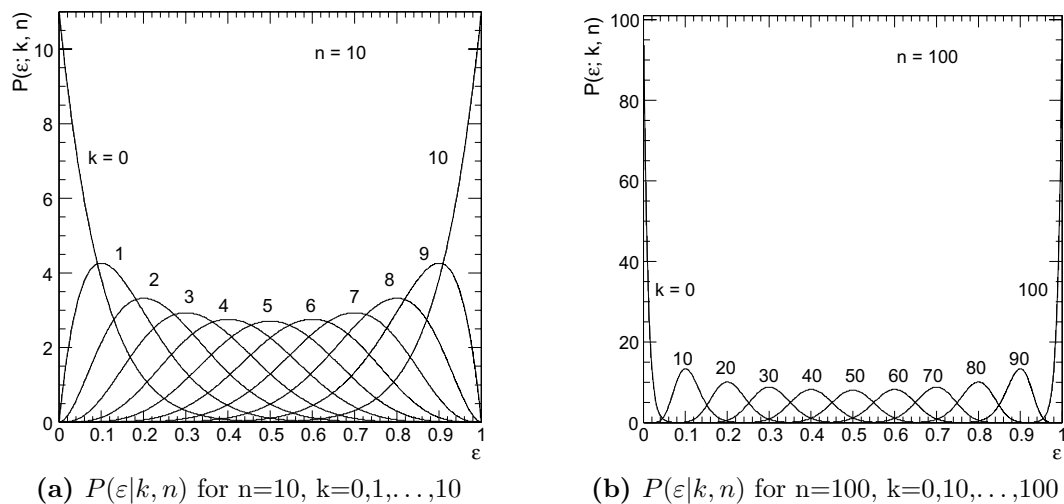 P(ε; k, n)
10
8
6
4
2
0
n = 10
k = 0
1
2
3
4
5
6
7
8
9
10
0 0.1 0.2 0.3 0.4 0.5 0.6 0.7 0.8 0.9 1
ε
(a) P(ε|k, n) for n=10, k=0,1,...,10
P(ε; k, n)
100
80
60
40
20
0
n = 100
k = 0
10
20
30
40
50
60
70
80
90
100
0 0.1 0.2 0.3 0.4 0.5 0.6 0.7 0.8 0.9 1
ε
(b) P(ε|k, n) for n=100, k=0,10,...,100